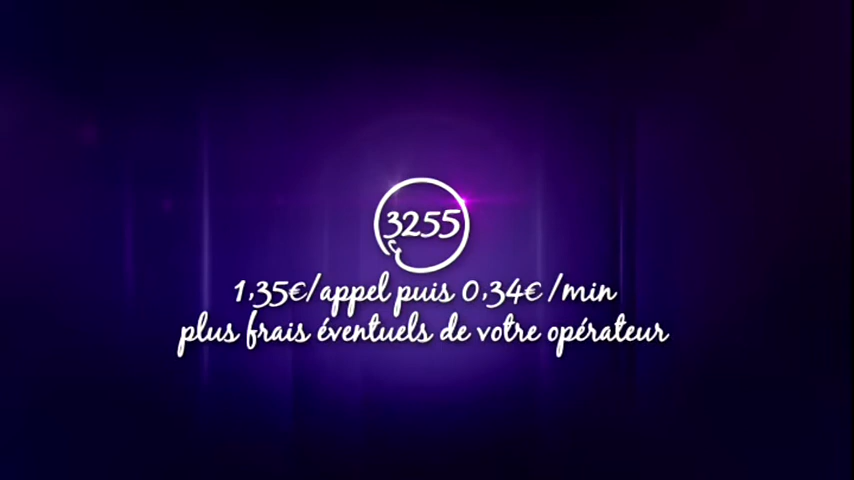 3255
1,35€/appel puis 0,34€/min
plus frais éventuels de votre opérateur